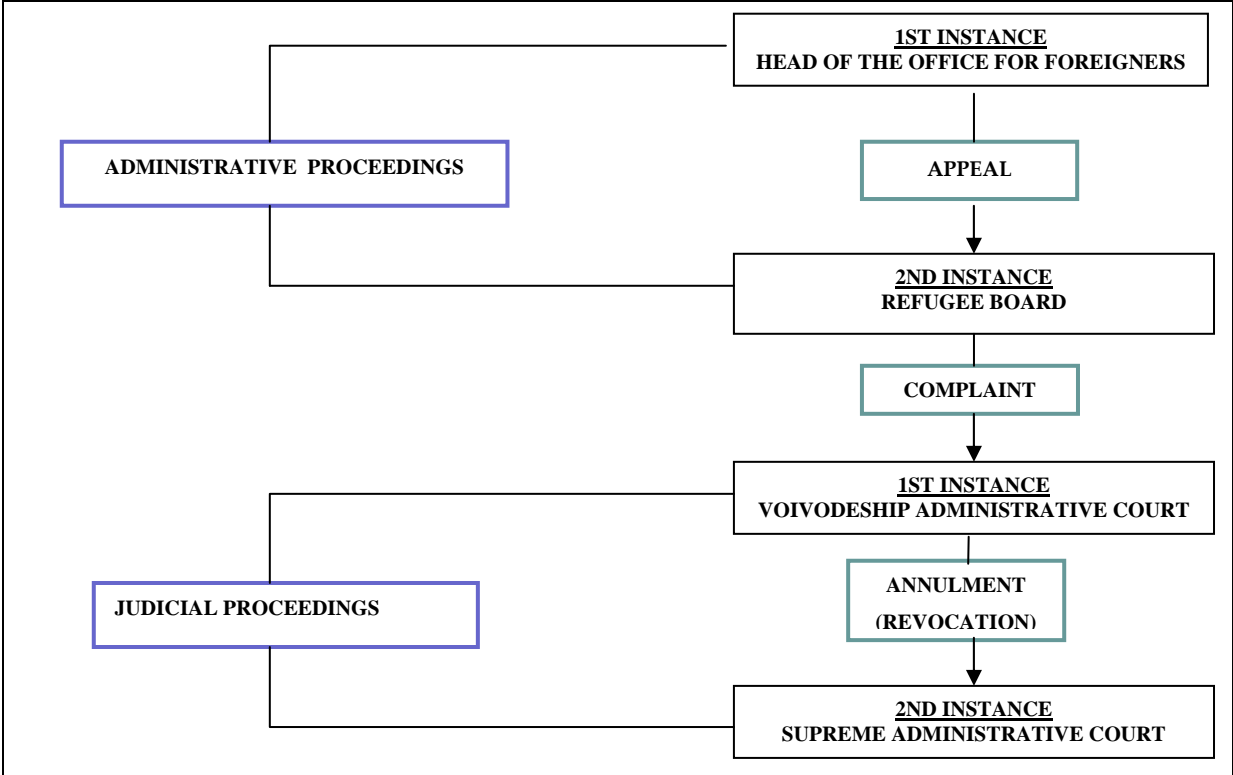 1ST INSTANCE
HEAD OF THE OFFICE FOR FOREIGNERS
ADMINISTRATIVE PROCEEDINGS
APPEAL
2ND INSTANCE
REFUGEE BOARD
COMPLAINT
1ST INSTANCE
VOIVODESHIP ADMINISTRATIVE COURT
JUDICIAL PROCEEDINGS
ANNULMENT
(REVOCATION)
2ND INSTANCE
SUPREME ADMINISTRATIVE COURT